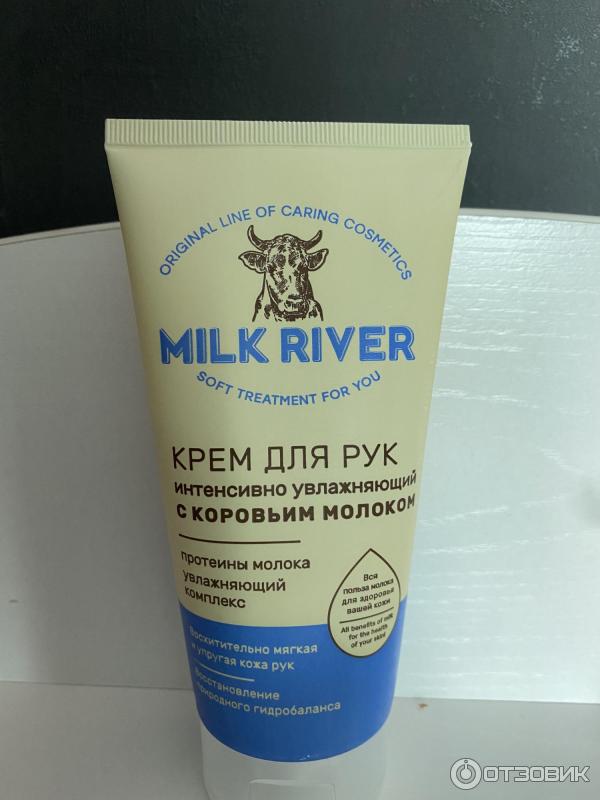 ORIGINAL LINE OF CARING COSMETICS
MILK RIVER
SOFT TREATMENT FOR YOU
КРЕМ ДЛЯ РУК
интенсивно увлажняющий
С КОРОВЬИМ МОЛОКОМ
протеины молока
увлажняющий
комплекс
Вся
польза молока
для здоровья
вашей кожи
All benefits of milk
for the health
of your skin!
Восхитительно мягкая
и упругая кожа рук
Восстановление
природного гидробаланса
ОТЗОВИК